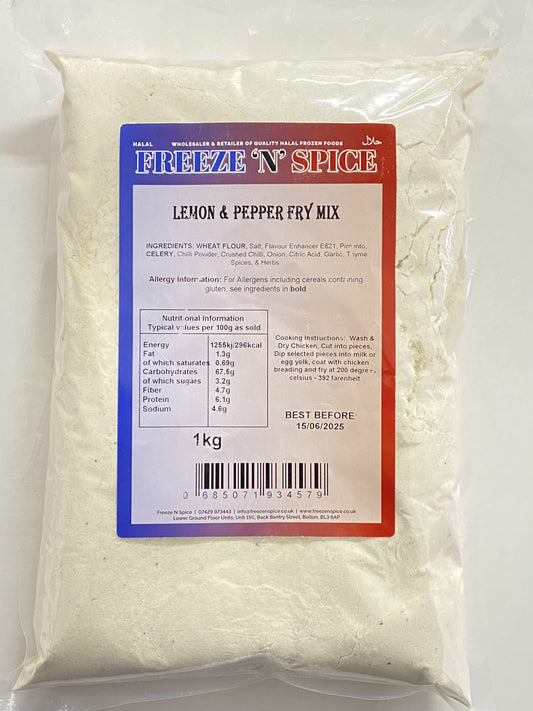 HALAL WHOLESALER & RETAILER OF QUALITY HALAL FROZEN FOODS حلال
FREEZE 'N' SPICE
LEMON & PEPPER FRY MIX
INGREDIENTS: WHEAT FLOUR, Salt, Flavour Enhancer E621, Pimento,
CELERY, Chilli Powder, Crushed Chilli, Onion, Citric Acid, Garlic, Thyme
Spices, & Herbs
Allergy Information: For Allergens including cereals containing
gluten, see ingredients in bold
Nutritional Information
Typical values per 100g as sold
Energy 1255kj/296kcal
Fat 1.3g
of which saturates 0.69g
Carbohydrates 67.5g
of which sugars 3.2g
Fiber 4.7g
Protein 6.1g
Sodium 4.6g
Cooking Instructions: Wash &
Dry Chicken, Cut into pieces,
Dip selected pieces into milk or
egg yolk, coat with chicken
breading and fry at 200 degrees
celsius - 392 farenheit
BEST BEFORE
15/06/2025
1kg
0 685071 934579
Freeze N Spice | 07429 973443 | info@freezenspice.co.uk | www.freezenspice.co.uk
Lower Ground Floor Units, Unit 15C, Back Bantry Street, Bolton, BL3 6AP